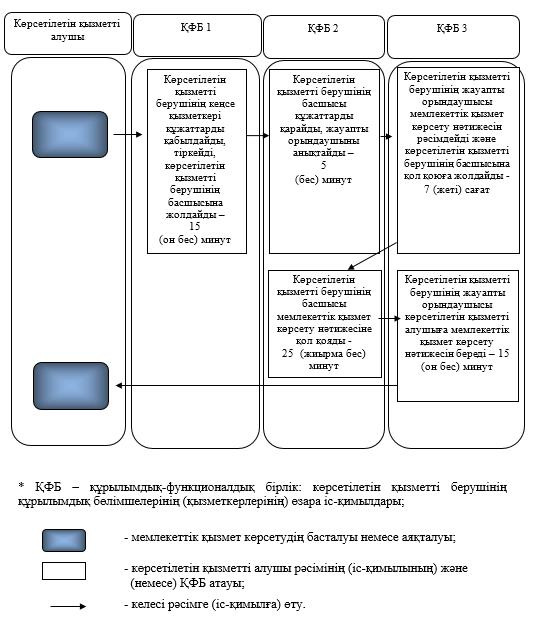 Көрсетілетін қызметті
алушы
ҚФБ 1
ҚФБ 2
ҚФБ 3
Көрсетілетін
қызметті
берушінің кеңсе
қызметкері
құжаттарды
қабылдайды,
тіркейді,
көрсетілетін
қызметті
берушінің
басшысына
жолдайды –
15
(он бес) минут
Көрсетілетін
қызметті берушінің
басшысы
құжаттарды
қарайды, жауапты
орындаушыны
анықтайды –
5
(бес) минут
Көрсетілетін қызметті
берушінің жауапты
орындаушысы
мемлекеттік қызмет
көрсету нәтижесін
рәсімдейді және
көрсетілетін қызметті
берушінің басшысына
қол қоюға жолдайды -
7 (жеті) сағат
Көрсетілетін
қызметті берушінің
басшысы
мемлекеттік қызмет
көрсету нәтижесіне
қол қояды -
25 (жиырма бес)
минут
Көрсетілетін қызметті
берушінің жауапты
орындаушысы
көрсетілетін қызметті
алушыға мемлекеттік
қызмет көрсету
нәтижесін береді – 15
(он бес) минут
* ҚФБ – құрылымдық-функционалдық бірлік: көрсетілетін қызметті берушінің
құрылымдық бөлімшелерінің (қызметкерлерінің) өзара іс-қимылдары;
- мемлекеттік қызмет көрсетудің басталуы немесе аяқталуы;
- көрсетілетін қызметті алушы рәсімінің (іс-қимылының) және
(немесе) ҚФБ атауы;
- келесі рәсімге (іс-қимылға) өту.